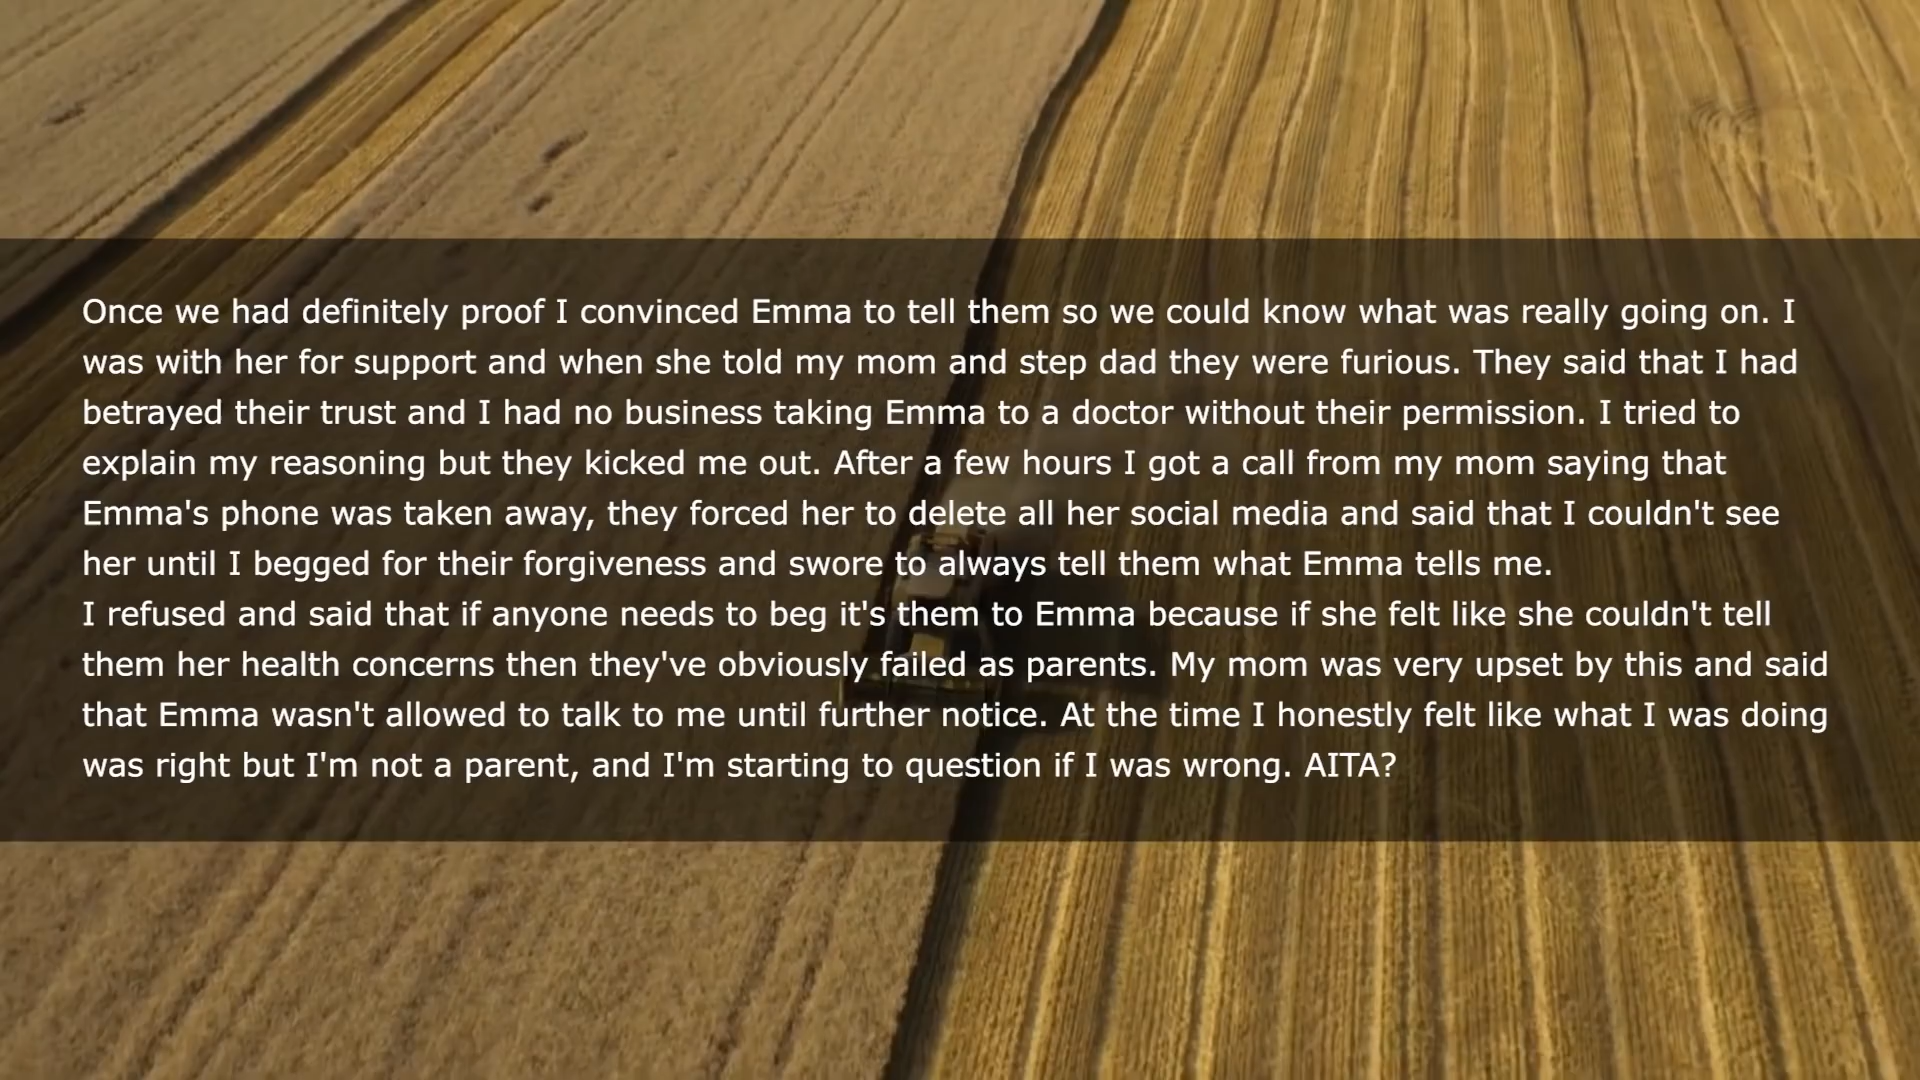 Once we had definitely proof I convinced Emma to tell them so we could know what was really going on. I
was with her for support and when she told my mom and step dad they were furious. They said that I had
betrayed their trust and I had no business taking Emma to a doctor without their permission. I tried to
explain my reasoning but they kicked me out. After a few hours I got a call from my mom saying that
Emma's phone was taken away, they forced her to delete all her social media and said that I couldn't see
her until I begged for their forgiveness and swore to always tell them what Emma tells me.
I refused and said that if anyone needs to beg it's them to Emma because if she felt like she couldn't tell
them her health concerns then they've obviously failed as parents. My mom was very upset by this and said
that Emma wasn't allowed to talk to me until further notice. At the time I honestly felt like what I was doing
was right but I'm not a parent, and I'm starting to question if I was wrong. AITA?